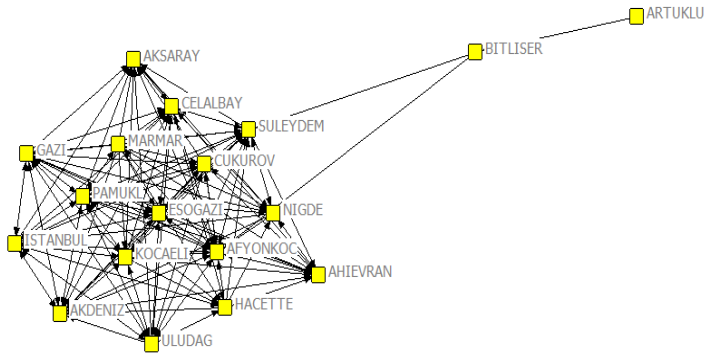 ARTUKLU
BITLISER
AKSARAY
CELALBAY
SULEYDEM
MARMAR
GAZI
CUKUROV
PAMUKL
ESOGAZI
NIGDE
ISTANBUL
KOCAELI
AFYONKOC
AHIEVRAN
HACETTE
AKDENIZ
ULUDAG